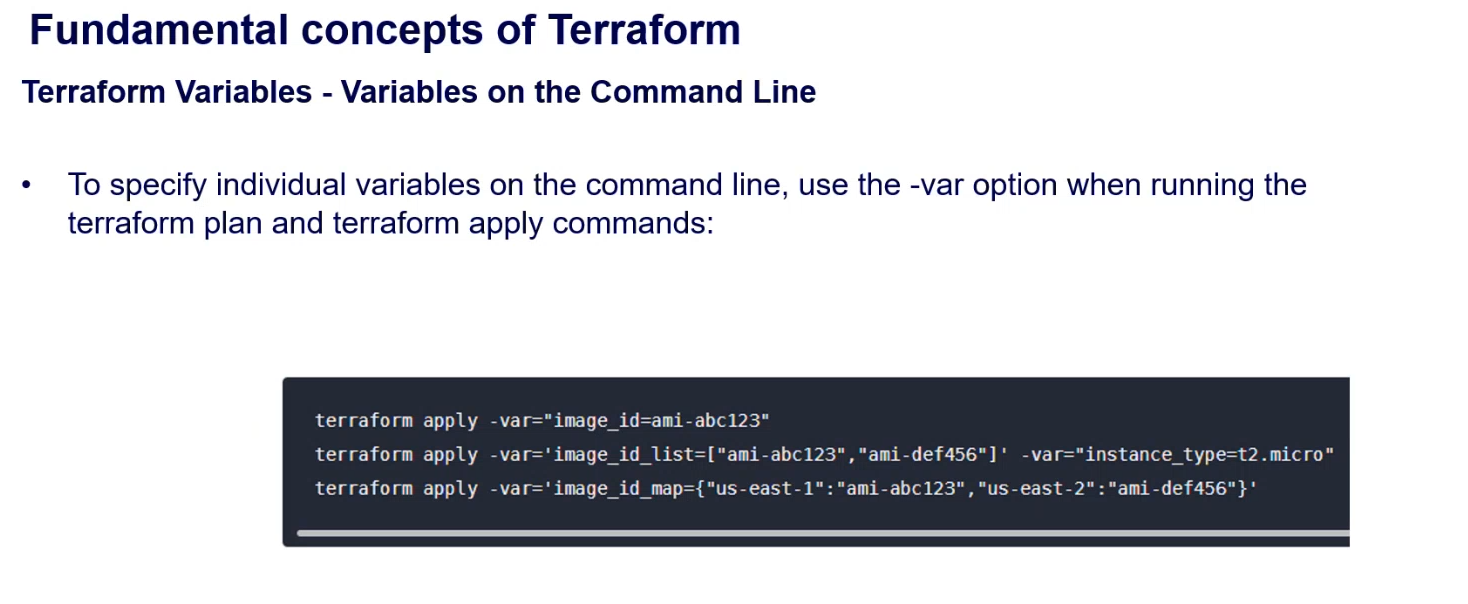 Fundamental concepts of Terraform
Terraform Variables - Variables on the Command Line
• To specify individual variables on the command line, use the -var option when running the
terraform plan and terraform apply commands:
terraform apply -var="image_id=ami-abc123"
terraform apply -var='image_id_list=["ami-abc123","ami-def456"]' -var="instance_type=t2.micro"
terraform apply -var='image_id_map={"us-east-1":"ami-abc123","us-east-2":"ami-def456"}'